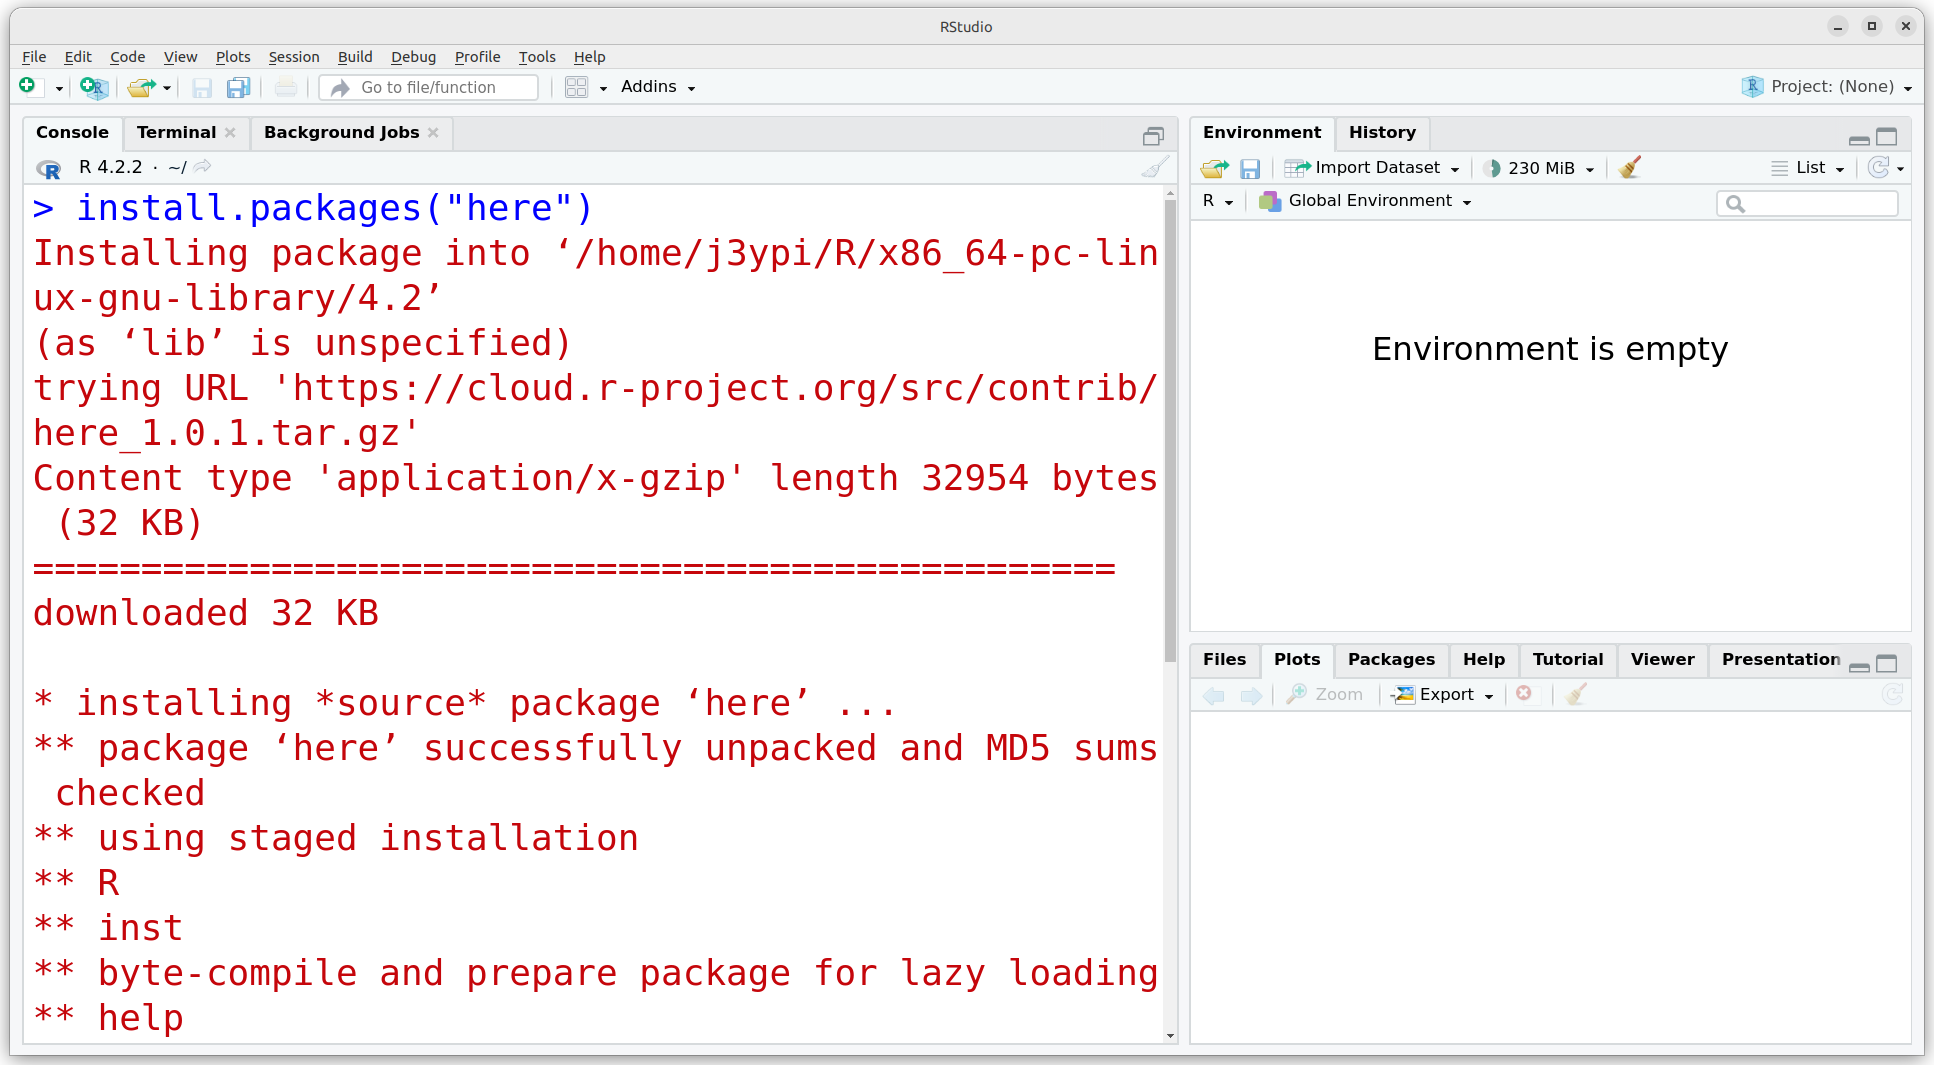 RStudio
File Edit Code View Plots Session Build Debug Profile Tools Help
Go to file/function Addins Project: (None)
Console Terminal Background Jobs
R 4.2.2 · ~/
> install.packages("here")
Installing package into ‘/home/j3ypi/R/x86_64-pc-lin
ux-gnu-library/4.2’
(as ‘lib’ is unspecified)
trying URL 'https://cloud.r-project.org/src/contrib/
here_1.0.1.tar.gz'
Content type 'application/x-gzip' length 32954 bytes
 (32 KB)
==================================================
downloaded 32 KB
* installing *source* package ‘here’ ...
** package ‘here’ successfully unpacked and MD5 sums
 checked
** using staged installation
** R
** inst
** byte-compile and prepare package for lazy loading
** help
Environment History
Import Dataset 230 MiB List
R Global Environment
Environment is empty
Files Plots Packages Help Tutorial Viewer Presentation
Zoom Export